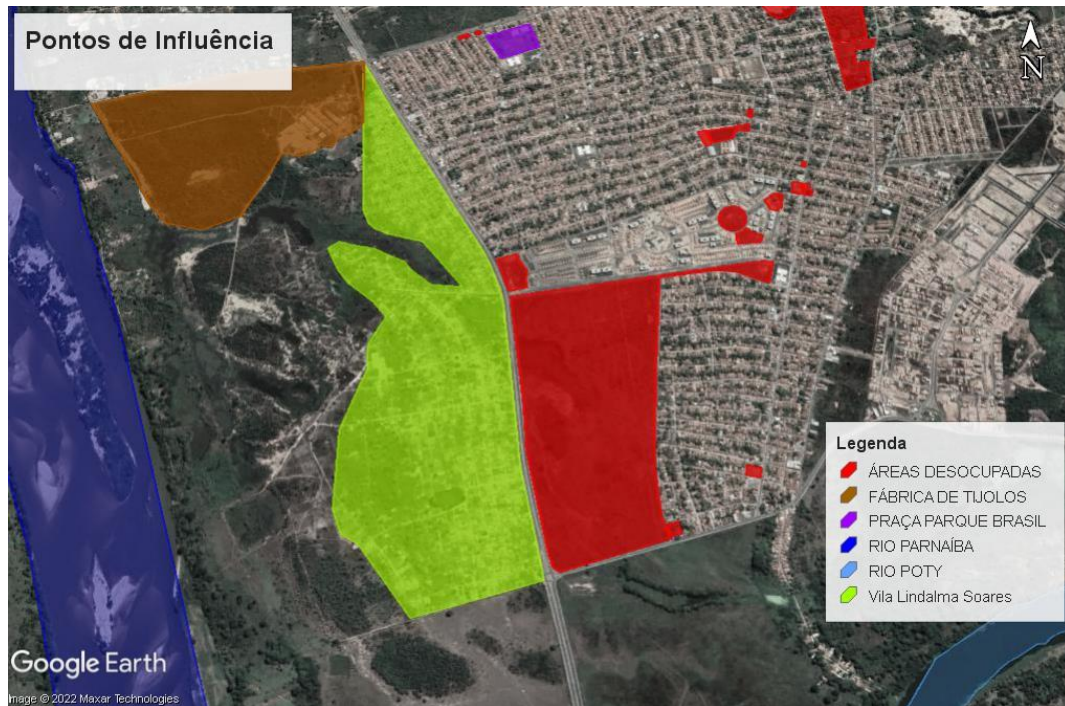 Pontos de Influência
N
Legenda
ÁREAS DESOCUPADAS
FÁBRICA DE TIJOLOS
PRAÇA PARQUE BRASIL
RIO PARNAÍBA
RIO POTY
Vila Lindalma Soares
Google Earth
Image © 2022 Maxar Technologies